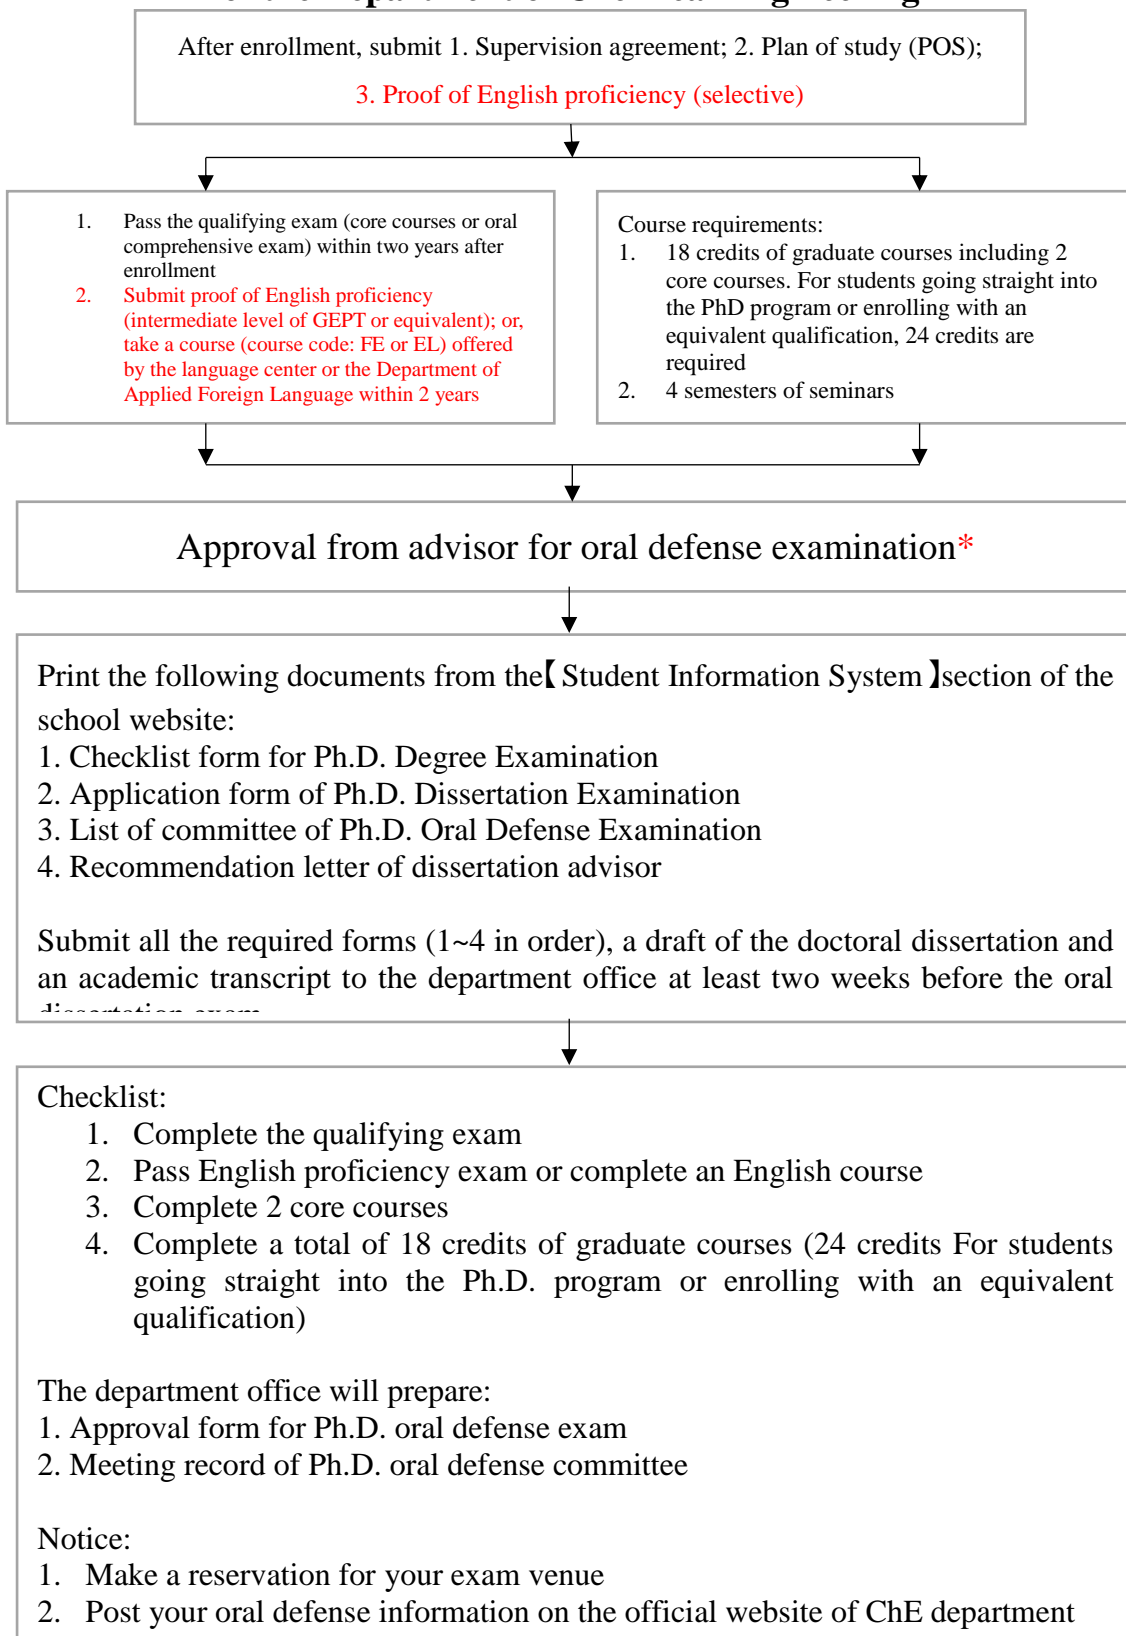 After enrollment, submit 1. Supervision agreement; 2. Plan of study (POS);
3. Proof of English proficiency (selective)
1. Pass the qualifying exam (core courses or oral
comprehensive exam) within two years after
enrollment
2. Submit proof of English proficiency
(intermediate level of GEPT or equivalent); or,
take a course (course code: FE or EL) offered
by the language center or the Department of
Applied Foreign Language within 2 years
Course requirements:
1. 18 credits of graduate courses including 2
core courses. For students going straight into
the PhD program or enrolling with an
equivalent qualification, 24 credits are
required
2. 4 semesters of seminars
Approval from advisor for oral defense examination*
Print the following documents from the【Student Information System】section of the
school website:
1. Checklist form for Ph.D. Degree Examination
2. Application form of Ph.D. Dissertation Examination
3. List of committee of Ph.D. Oral Defense Examination
4. Recommendation letter of dissertation advisor
Submit all the required forms (1~4 in order), a draft of the doctoral dissertation and
an academic transcript to the department office at least two weeks before the oral
Checklist:
1. Complete the qualifying exam
2. Pass English proficiency exam or complete an English course
3. Complete 2 core courses
4. Complete a total of 18 credits of graduate courses (24 credits For students
going straight into the Ph.D. program or enrolling with an equivalent
qualification)
The department office will prepare:
1. Approval form for Ph.D. oral defense exam
2. Meeting record of Ph.D. oral defense committee
Notice:
1. Make a reservation for your exam venue
2. Post your oral defense information on the official website of ChE department